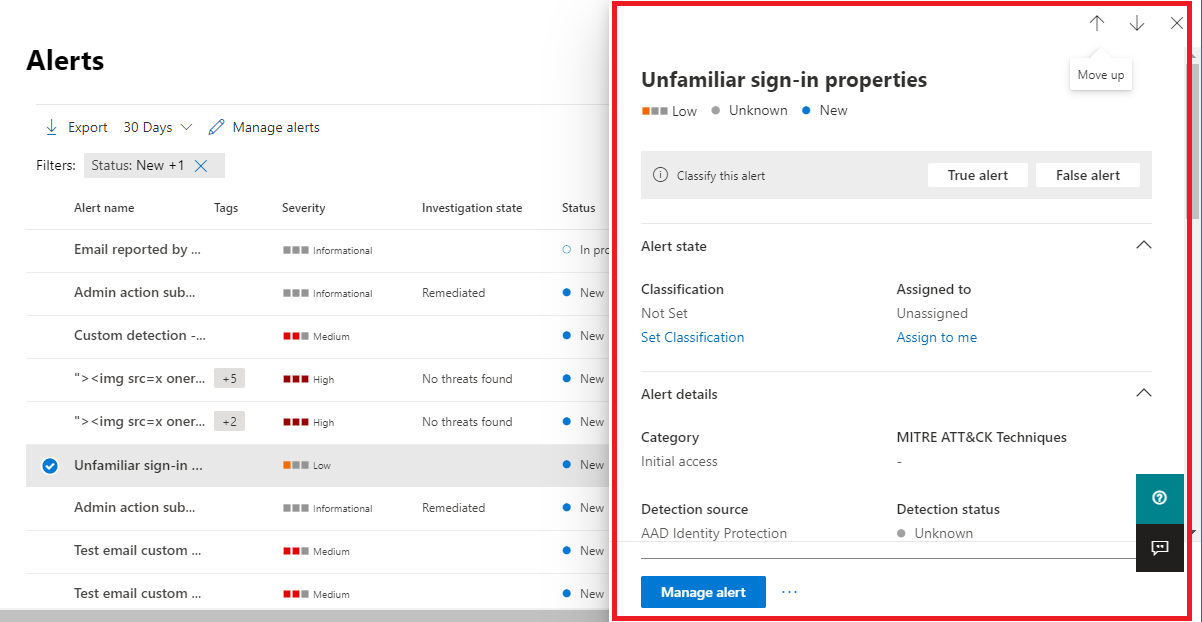 Alerts
Export 30 Days Manage alerts
Filters: Status: New +1
Alert name Tags Severity Investigation state Status
Email reported by ... Informational In pro
Admin action sub... Informational Remediated New
Custom detection -... Medium New
"><img src=x oner... +5 High No threats found New
"><img src=x oner... +2 High No threats found New
Unfamiliar sign-in ... Low New
Admin action sub... Informational Remediated New
Test email custom ... Medium New
Test email custom ... Medium New
Move up
Unfamiliar sign-in properties
Low Unknown New
Classify this alert True alert False alert
Alert state
Classification Assigned to
Not Set Unassigned
Set Classification Assign to me
Alert details
Category MITRE ATT&CK Techniques
Initial access -
Detection source Detection status
AAD Identity Protection Unknown
Manage alert ...